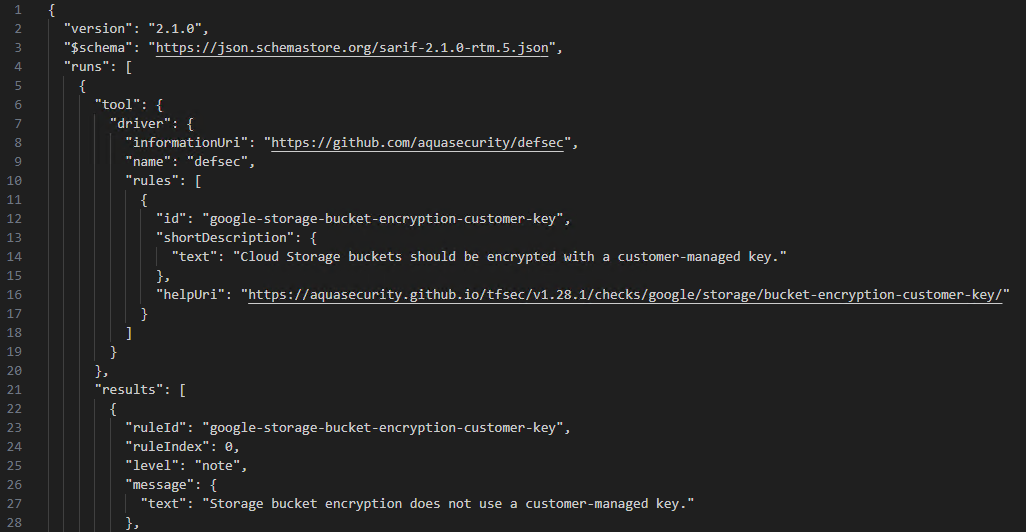 1 {
2 "version": "2.1.0",
3 "$schema": "https://json.schemastore.org/sarif-2.1.0-rtm.5.json",
4 "runs": [
5 {
6 "tool": {
7 "driver": {
8 "informationUri": "https://github.com/aquasecurity/defsec",
9 "name": "defsec",
10 "rules": [
11 {
12 "id": "google-storage-bucket-encryption-customer-key",
13 "shortDescription": {
14 "text": "Cloud Storage buckets should be encrypted with a customer-managed key."
15 },
16 "helpUri": "https://aquasecurity.github.io/tfsec/v1.28.1/checks/google/storage/bucket-encryption-customer-key/"
17 }
18 ]
19 }
20 },
21 "results": [
22 {
23 "ruleId": "google-storage-bucket-encryption-customer-key",
24 "ruleIndex": 0,
25 "level": "note",
26 "message": {
27 "text": "Storage bucket encryption does not use a customer-managed key."
28 },